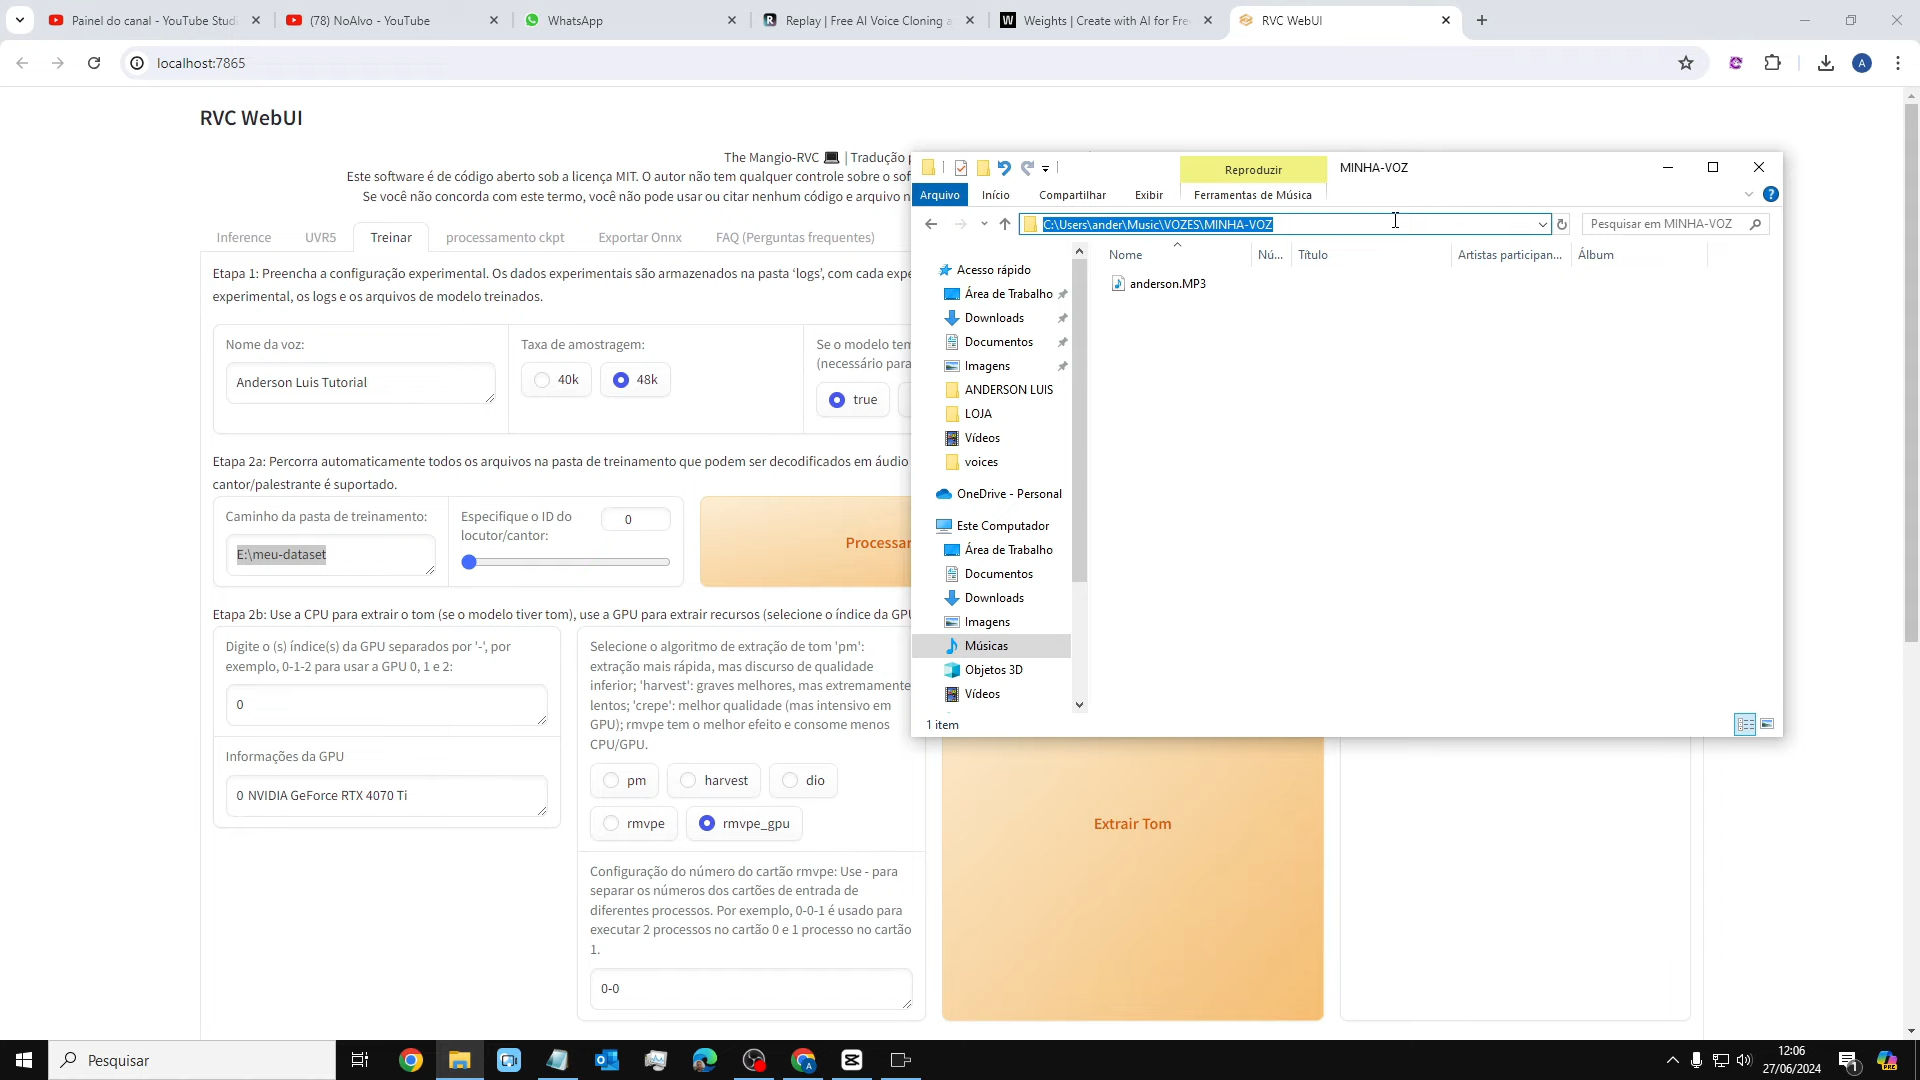 Painel do canal - YouTube Studi
(78) NoAlvo - YouTube
WhatsApp
Replay | Free AI Voice Cloning a
Weights | Create with AI for Fre
RVC WebUI
localhost:7865
A
RVC WebUI
The Mangio-RVC 💻 | Tradução p
Este software é de código aberto sob a licença MIT. O autor não tem qualquer controle sobre o sof
Se você não concorda com este termo, você não pode usar ou citar nenhum código e arquivo n
Inference
UVR5
Treinar
processamento ckpt
Exportar Onnx
FAQ (Perguntas frequentes)
Etapa 1: Preencha a configuração experimental. Os dados experimentais são armazenados na pasta ‘logs’, com cada expe
experimental, os logs e os arquivos de modelo treinados.
Nome da voz:
Anderson Luis Tutorial
Taxa de amostragem:
40k
48k
Se o modelo tem
(necessário para
true
Etapa 2a: Percorra automaticamente todos os arquivos na pasta de treinamento que podem ser decodificados em áudio
cantor/palestrante é suportado.
Caminho da pasta de treinamento:
E:\meu-dataset
Especifique o ID do
locutor/cantor:
0
Processar
Etapa 2b: Use a CPU para extrair o tom (se o modelo tiver tom), use a GPU para extrair recursos (selecione o índice da GPU
Digite o (s) índice(s) da GPU separados por '-', por
exemplo, 0-1-2 para usar a GPU 0, 1 e 2:
0
Informações da GPU
0 NVIDIA GeForce RTX 4070 Ti
Selecione o algoritmo de extração de tom 'pm':
extração mais rápida, mas discurso de qualidade
inferior; 'harvest': graves melhores, mas extremamente
lentos; 'crepe': melhor qualidade (mas intensivo em
GPU); rmvpe tem o melhor efeito e consome menos
CPU/GPU.
pm
harvest
dio
rmvpe
rmvpe_gpu
Configuração do número do cartão rmvpe: Use - para
separar os números dos cartões de entrada de
diferentes processos. Por exemplo, 0-0-1 é usado para
executar 2 processos no cartão 0 e 1 processo no cartão
1.
0-0
Extrair Tom
Reproduzir
MINHA-VOZ
Arquivo
Início
Compartilhar
Exibir
Ferramentas de Música
C:\Users\ander\Music\VOZES\MINHA-VOZ
Pesquisar em MINHA-VOZ
Nome
Nú...
Título
Artistas participan...
Álbum
anderson.MP3
Acesso rápido
Área de Trabalho
Downloads
Documentos
Imagens
ANDERSON LUIS
LOJA
Vídeos
voices
OneDrive - Personal
Este Computador
Área de Trabalho
Documentos
Downloads
Imagens
Músicas
Objetos 3D
Vídeos
1 item
Pesquisar
12:06
27/06/2024
1